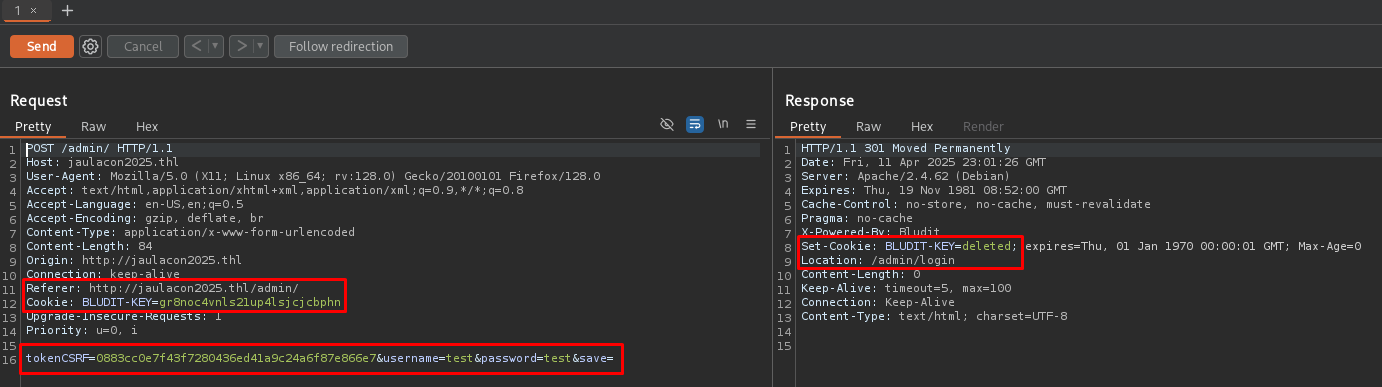 1 × +
Send Cancel < > Follow redirection
Request
Pretty Raw Hex \n
1 POST /admin/ HTTP/1.1
2 Host: jaulacon2025.thl
3 User-Agent: Mozilla/5.0 (X11; Linux x86_64; rv:128.0) Gecko/20100101 Firefox/128.0
4 Accept: text/html,application/xhtml+xml,application/xml;q=0.9,*/*;q=0.8
5 Accept-Language: en-US,en;q=0.5
6 Accept-Encoding: gzip, deflate, br
7 Content-Type: application/x-www-form-urlencoded
8 Content-Length: 84
9 Origin: http://jaulacon2025.thl
10 Connection: keep-alive
11 Referer: http://jaulacon2025.thl/admin/
12 Cookie: BLUDIT-KEY=gr8noc4vnls21up4lsjcjcbphn
13 Upgrade-Insecure-Requests: 1
14 Priority: u=0, i
15
16 tokenCSRF=0883cc0e7f43f7280436ed41a9c24a6f87e866e7&username=test&password=test&save=
Response
Pretty Raw Hex Render
1 HTTP/1.1 301 Moved Permanently
2 Date: Fri, 11 Apr 2025 23:01:26 GMT
3 Server: Apache/2.4.62 (Debian)
4 Expires: Thu, 19 Nov 1981 08:52:00 GMT
5 Cache-Control: no-store, no-cache, must-revalidate
6 Pragma: no-cache
7 X-Powered-By: Bludit
8 Set-Cookie: BLUDIT-KEY=deleted; expires=Thu, 01 Jan 1970 00:00:01 GMT; Max-Age=0
9 Location: /admin/login
10 Content-Length: 0
11 Keep-Alive: timeout=5, max=100
12 Connection: Keep-Alive
13 Content-Type: text/html; charset=UTF-8
14
15